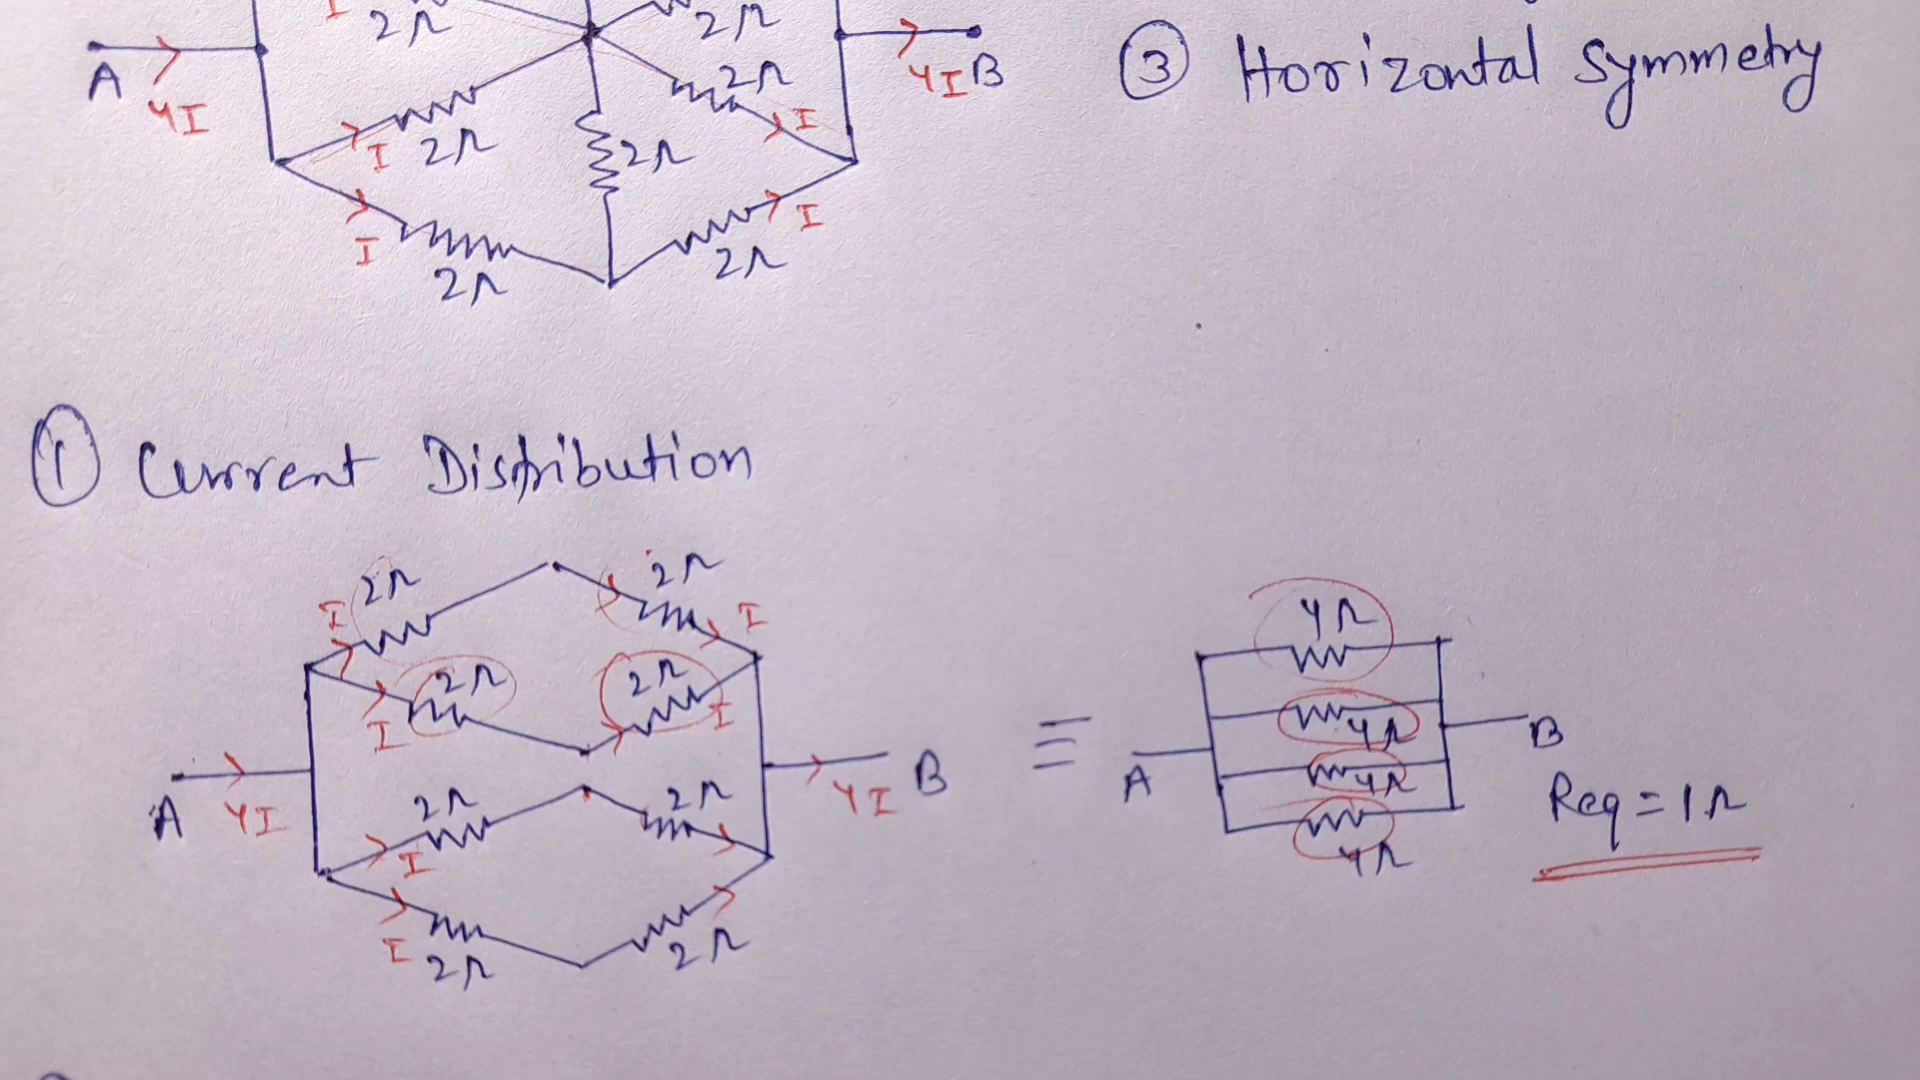 I 2Ω 2Ω
A 4I 4I B
③ Horizontal Symmetry
2Ω I
I 2Ω 2Ω
I I
2Ω 2Ω
① Current Distribution
I 2Ω 2Ω I
I 2Ω 2Ω I
A 4I 4I B
I 2Ω 2Ω
I 2Ω 2Ω
≡
4Ω
4Ω
A 4Ω B
4Ω
Req = 1Ω